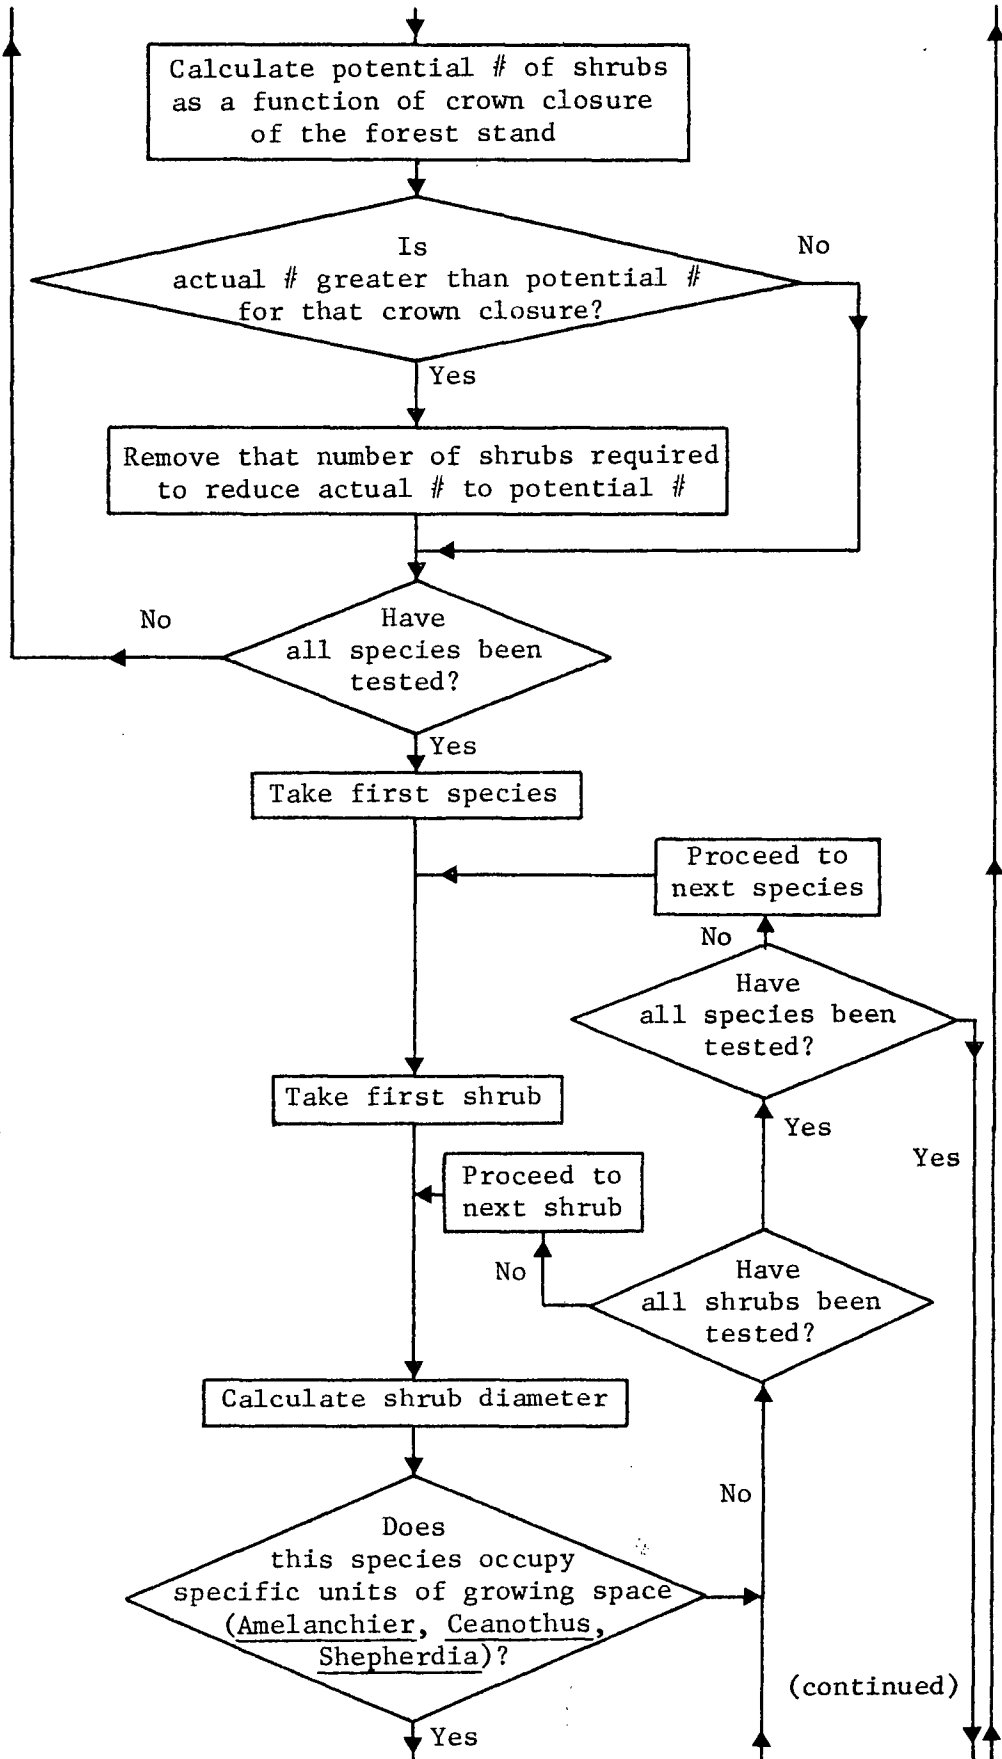 Calculate potential # of shrubs
as a function of crown closure
of the forest stand
Is
actual # greater than potential #
for that crown closure?
No
Yes
Remove that number of shrubs required
to reduce actual # to potential #
No
Have
all species been
tested?
Yes
Take first species
Proceed to
next species
No
Have
all species been
tested?
Take first shrub
Yes
Yes
Proceed to
next shrub
No
Have
all shrubs been
tested?
Calculate shrub diameter
No
Does
this species occupy
specific units of growing space
(Amelanchier, Ceanothus,
Shepherdia)?
(continued)
Yes